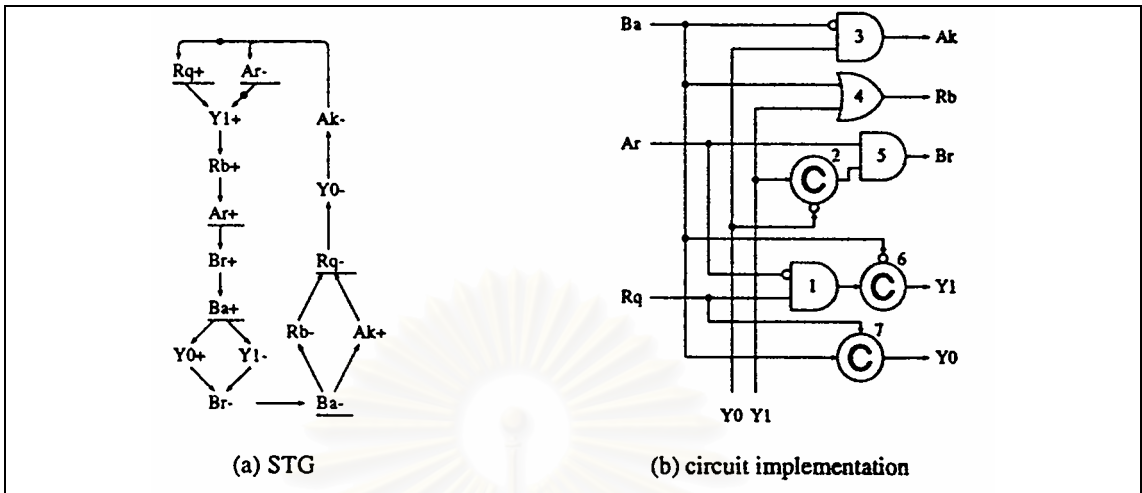 Rq+ Ar-
Y1+ Ak-
Rb+
Ar+ Y0-
Br+ Rq-
Ba+ Rb- Ak+
Y0+ Y1-
Br- Ba-
(a) STG
Ba 3 Ak
4 Rb
Ar 2 5 Br
C
6
Rq 1 C Y1
7
C Y0
Y0 Y1
(b) circuit implementation